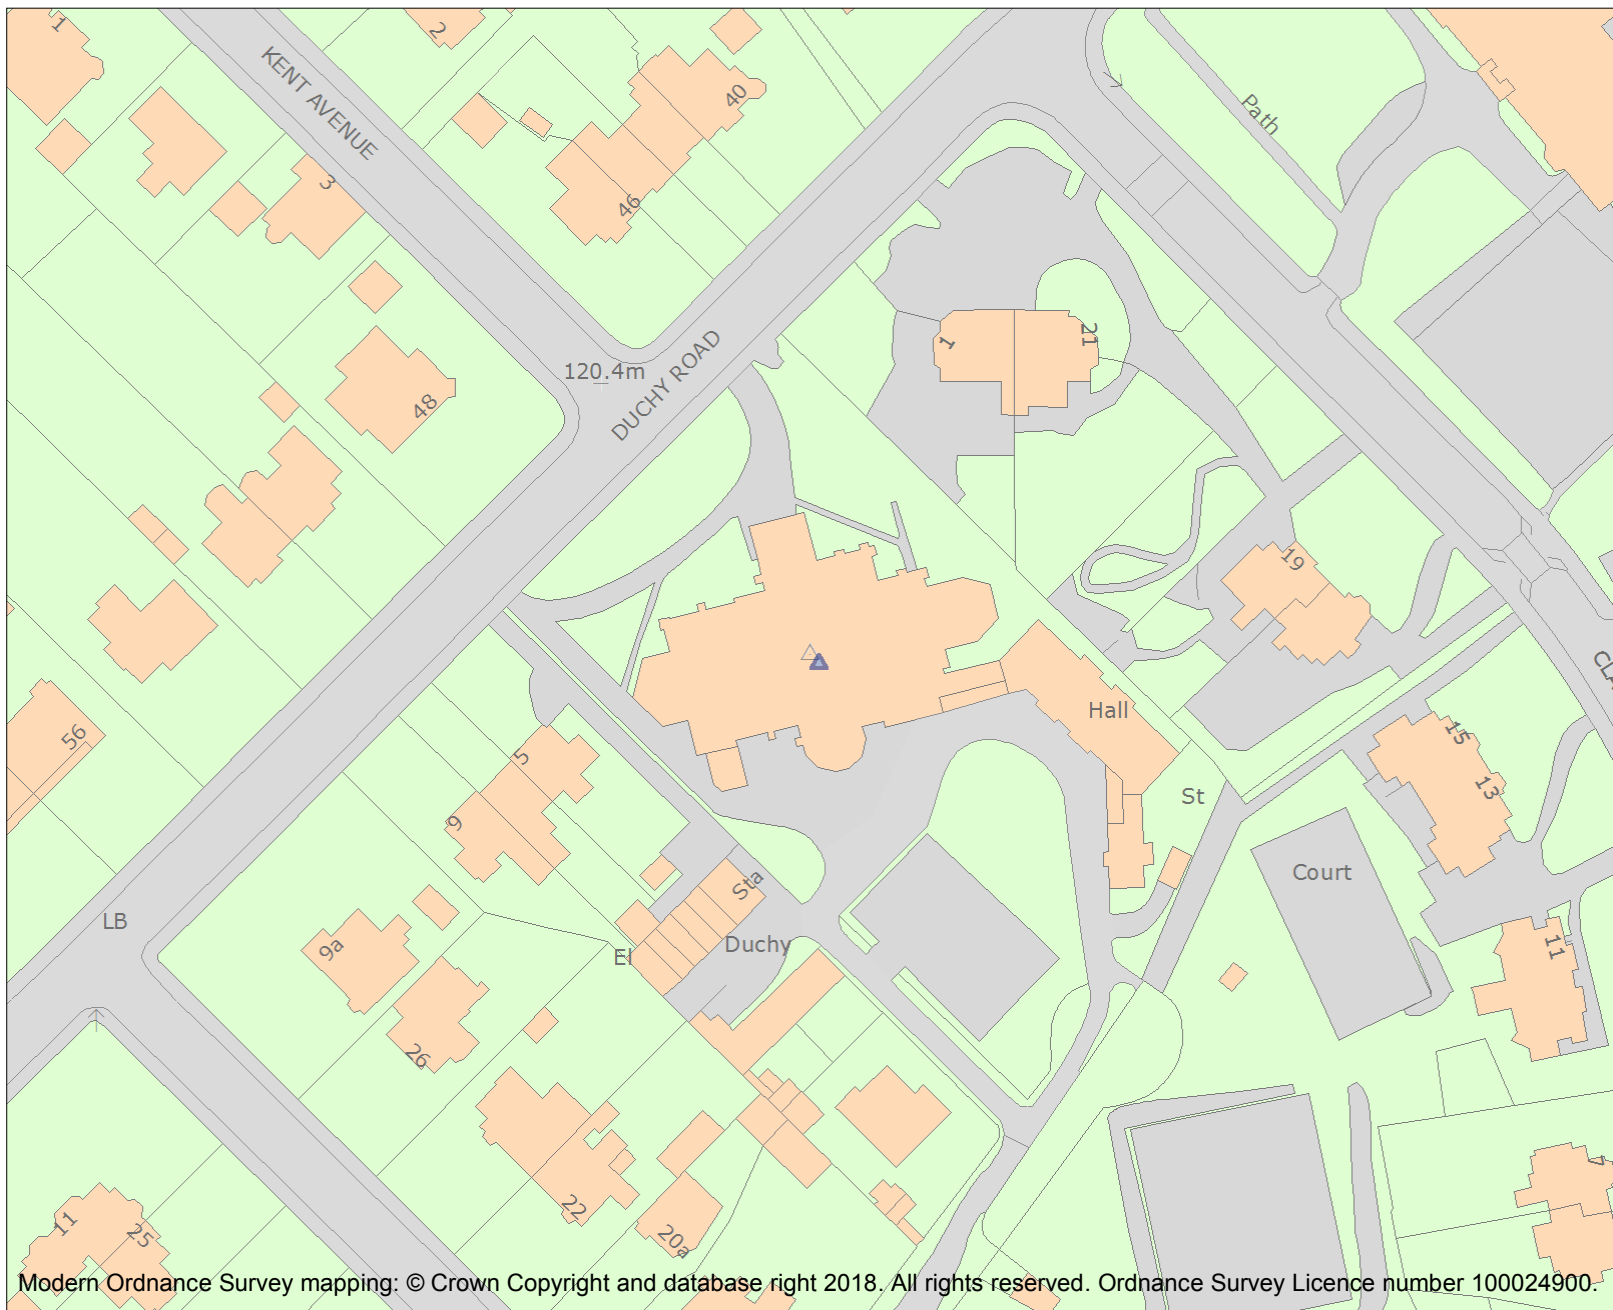 1
2
KENT AVENUE
40
Path
3
46
1
21
120.4m
DUCHY ROAD
48
19
56
Hall
15
13
5
9
St
Court
Sta
LB
9a
El
Duchy
11
26
7
22
11
25
20a
Modern Ordnance Survey mapping: © Crown Copyright and database right 2018. All rights reserved. Ordnance Survey Licence number 100024900.